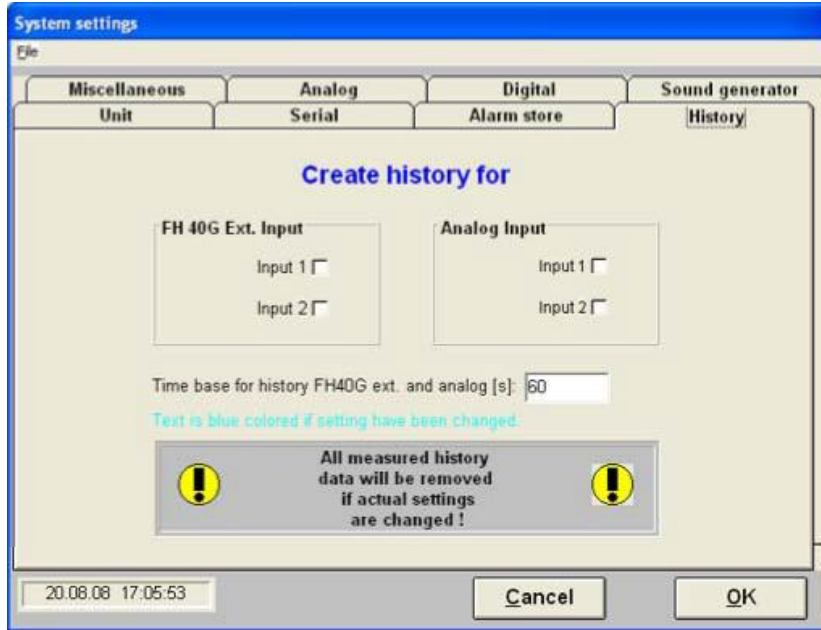 System settings
File
Miscellaneous Analog Digital Sound generator
Unit Serial Alarm store History
Create history for
FH 40G Ext. Input Analog Input
Input 1 Input 1
Input 2 Input 2
Time base for history FH40G ext. and analog [s]: 60
Text is blue colored if setting have been changed.
All measured history
data will be removed
if actual settings
are changed !
20.08.08 17:05:53 Cancel OK